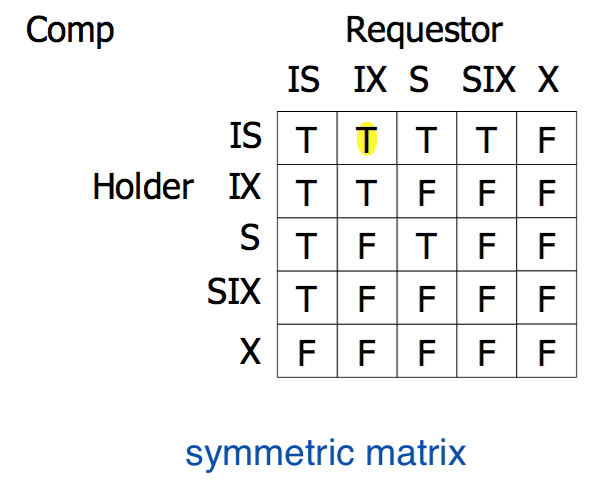 Comp Requestor
IS IX S SIX X
IS T T T T F
Holder IX T T F F F
S T F T F F
SIX T F F F F
X F F F F F
symmetric matrix